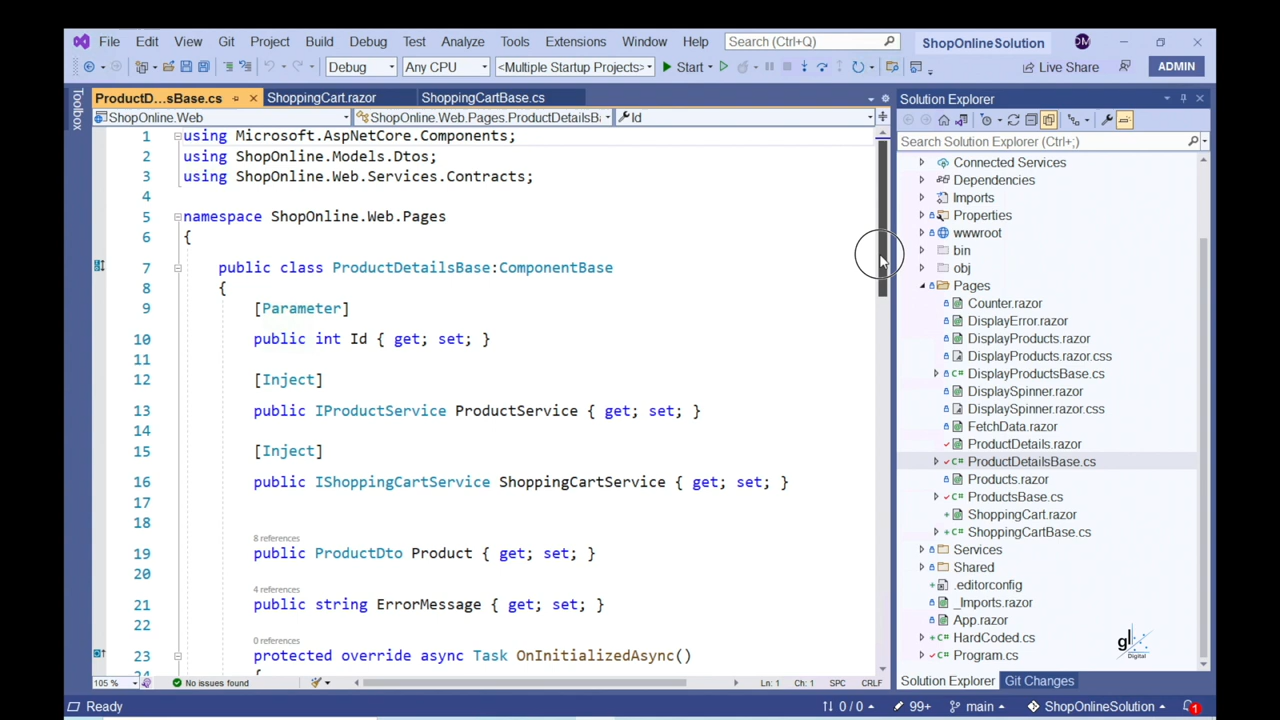 File Edit View Git Project Build Debug Test Analyze Tools Extensions Window Help Search (Ctrl+Q) ShopOnlineSolution DM
Debug Any CPU <Multiple Startup Projects> Start Live Share ADMIN
Toolbox
ProductD...sBase.cs ShoppingCart.razor ShoppingCartBase.cs
ShopOnline.Web ShopOnline.Web.Pages.ProductDetailsBa Id
1 using Microsoft.AspNetCore.Components;
2 using ShopOnline.Models.Dtos;
3 using ShopOnline.Web.Services.Contracts;
4
5 namespace ShopOnline.Web.Pages
6 {
7 public class ProductDetailsBase:ComponentBase
8 {
9 [Parameter]
10 public int Id { get; set; }
11
12 [Inject]
13 public IProductService ProductService { get; set; }
14
15 [Inject]
16 public IShoppingCartService ShoppingCartService { get; set; }
17
18
8 references
19 public ProductDto Product { get; set; }
20
4 references
21 public string ErrorMessage { get; set; }
22
0 references
23 protected override async Task OnInitializedAsync()
24 {
105 % No issues found Ln: 1 Ch: 1 SPC CRLF
Solution Explorer
Search Solution Explorer (Ctrl+;)
Connected Services
Dependencies
Imports
Properties
wwwroot
bin
obj
Pages
Counter.razor
DisplayError.razor
DisplayProducts.razor
DisplayProducts.razor.css
DisplayProductsBase.cs
DisplaySpinner.razor
DisplaySpinner.razor.css
FetchData.razor
ProductDetails.razor
ProductDetailsBase.cs
Products.razor
ProductsBase.cs
ShoppingCart.razor
ShoppingCartBase.cs
Services
Shared
.editorconfig
_Imports.razor
App.razor
HardCoded.cs
Program.cs
gl
Digital
Solution Explorer Git Changes
Ready 0 / 0 99+ main ShopOnlineSolution 1